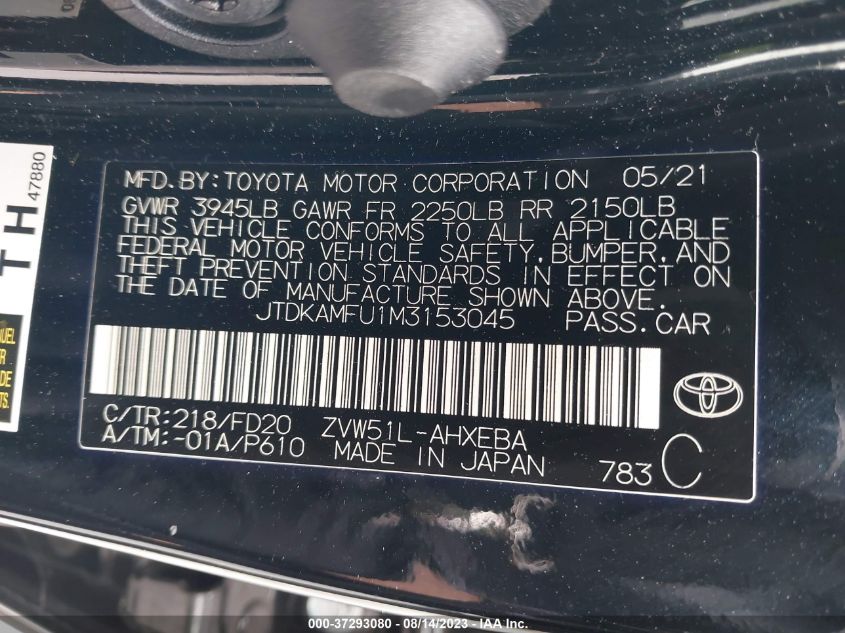 MFD.BY:TOYOTA MOTOR CORPORATION 05/21
GVWR 3945LB GAWR FR 2250LB RR 2150LB
THIS VEHICLE CONFORMS TO ALL APPLICABLE
FEDERAL MOTOR VEHICLE SAFETY,BUMPER,AND
THEFT PREVENTION STANDARDS IN EFFECT ON
THE DATE OF MANUFACTURE SHOWN ABOVE.
JTDKAMFU1M3153045 PASS.CAR
C/TR:218/FD20 ZVW51L-AHXEBA
A/TM:-01A/P610 MADE IN JAPAN 783 C
TH 47880
000-37293080 - 08/14/2023 - IAA Inc.